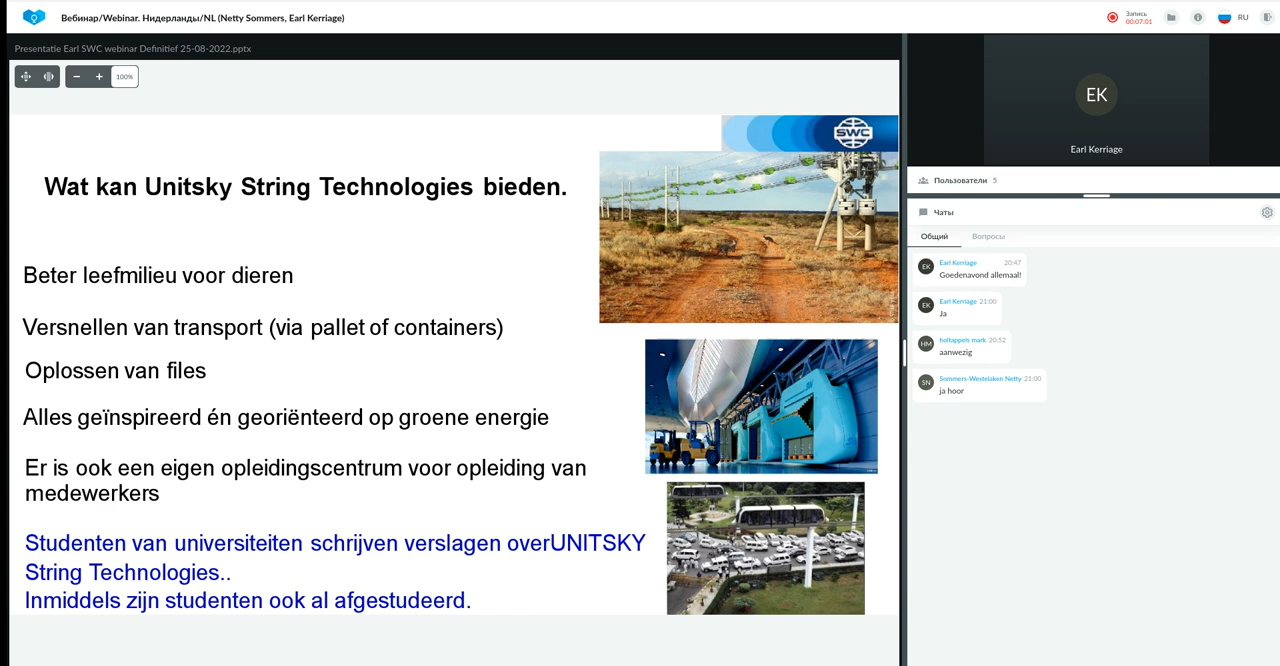 Вебинар/Webinar. Нидерланды/NL (Netty Sommers, Earl Kerriage)
Запись
00:07:01
RU
Presentatie Earl SWC webinar Definitief 25-08-2022.pptx
100%
SWC
Wat kan Unitsky String Technologies bieden.
Beter leefmilieu voor dieren
Versnellen van transport (via pallet of containers)
Oplossen van files
Alles geïnspireerd én georiënteerd op groene energie
Er is ook een eigen opleidingscentrum voor opleiding van
medewerkers
Studenten van universiteiten schrijven verslagen overUNITSKY
String Technologies..
Inmiddels zijn studenten ook al afgestudeerd.
EK
Earl Kerriage
Пользователи 5
Чаты
Общий Вопросы
EK Earl Kerriage 20:47
Goedenavond allemaal!
EK Earl Kerriage 21:00
Ja
HM holtappels mark 20:52
aanwezig
SN Sommers-Westelaken Netty 21:00
ja hoor